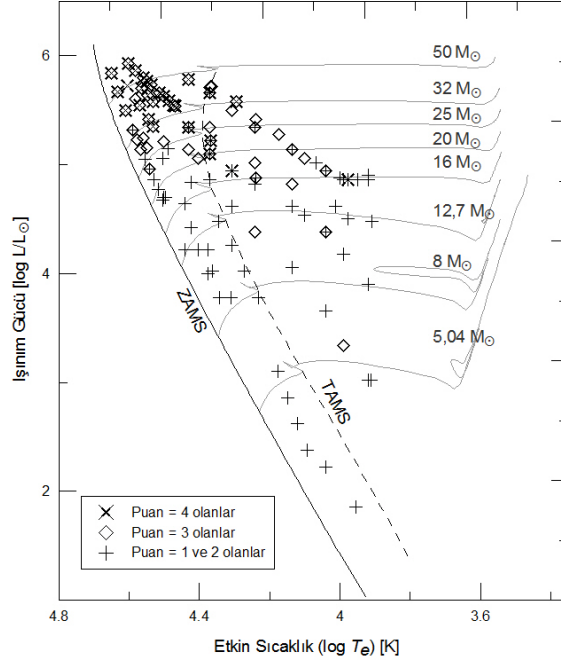 6
4
2
Işınım Gücü [log L/L☉]
50 M☉
32 M☉
25 M☉
20 M☉
16 M☉
12,7 M☉
8 M☉
5,04 M☉
ZAMS
TAMS
Puan = 4 olanlar
Puan = 3 olanlar
Puan = 1 ve 2 olanlar
4.8
4.4
4
3.6
Etkin Sıcaklık (log Te) [K]